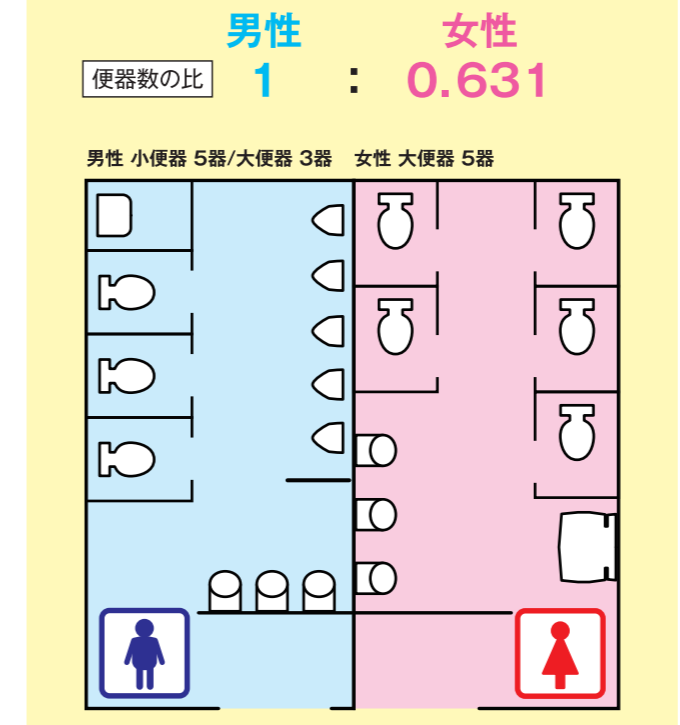 男性 女性
便器数の比 1 : 0.631
男性 小便器 5器/大便器 3器 女性 大便器 5器